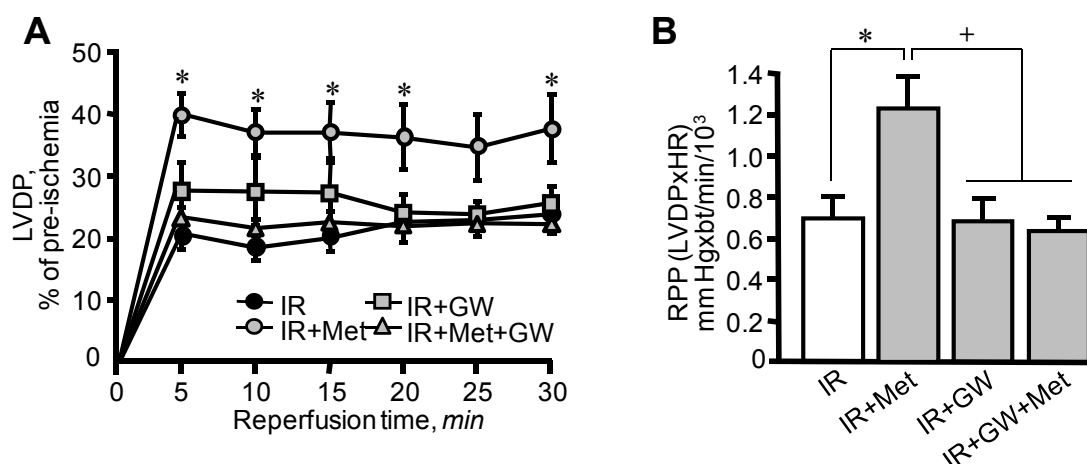 A
LVDP,
% of pre-ischemia
50
40
30
20
10
0
* * * * *
IR
IR+GW
IR+Met
IR+Met+GW
0 5 10 15 20 25 30
Reperfusion time, min
B
* +
RPP (LVDPxHR)
mm Hgxbt/min/10³
1.4
1.2
1.0
0.8
0.6
0.4
0.2
0
IR
IR+Met
IR+GW
IR+GW+Met